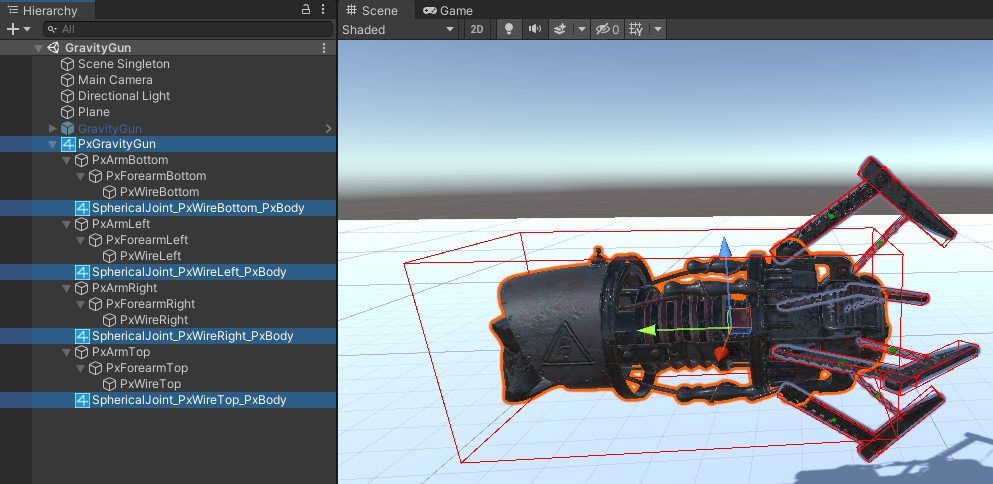 Hierarchy
All
GravityGun
Scene Singleton
Main Camera
Directional Light
Plane
GravityGun
PxGravityGun
PxArmBottom
PxForearmBottom
PxWireBottom
SphericalJoint_PxWireBottom_PxBody
PxArmLeft
PxForearmLeft
PxWireLeft
SphericalJoint_PxWireLeft_PxBody
PxArmRight
PxForearmRight
PxWireRight
SphericalJoint_PxWireRight_PxBody
PxArmTop
PxForearmTop
PxWireTop
SphericalJoint_PxWireTop_PxBody
Scene Game
Shaded 2D 0